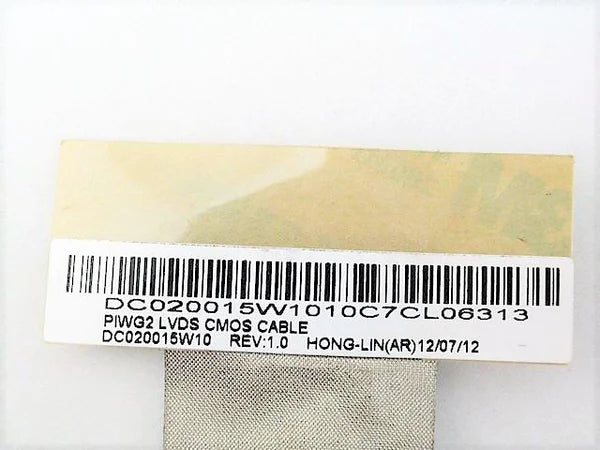 DC020015W1010C7CL06313
PIWG2 LVDS CMOS CABLE
DC020015W10 REV:1.0 HONG-LIN(AR)12/07/12